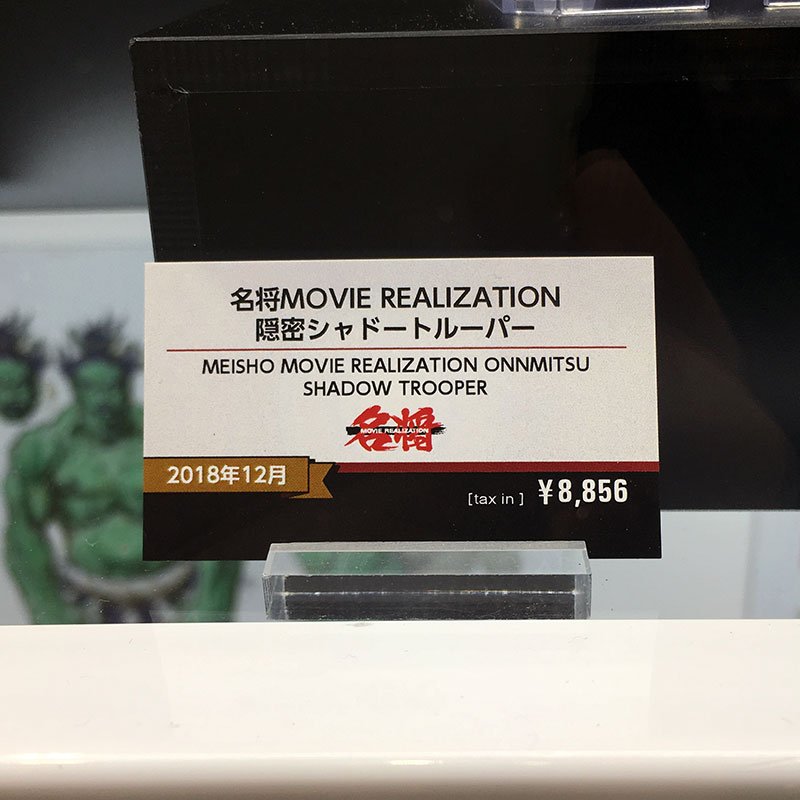 名将MOVIE REALIZATION
隠密シャドートルーパー
MEISHO MOVIE REALIZATION ONNMITSU
SHADOW TROOPER
名将
MOVIE REALIZATION
2018年12月
[tax in] ¥8,856